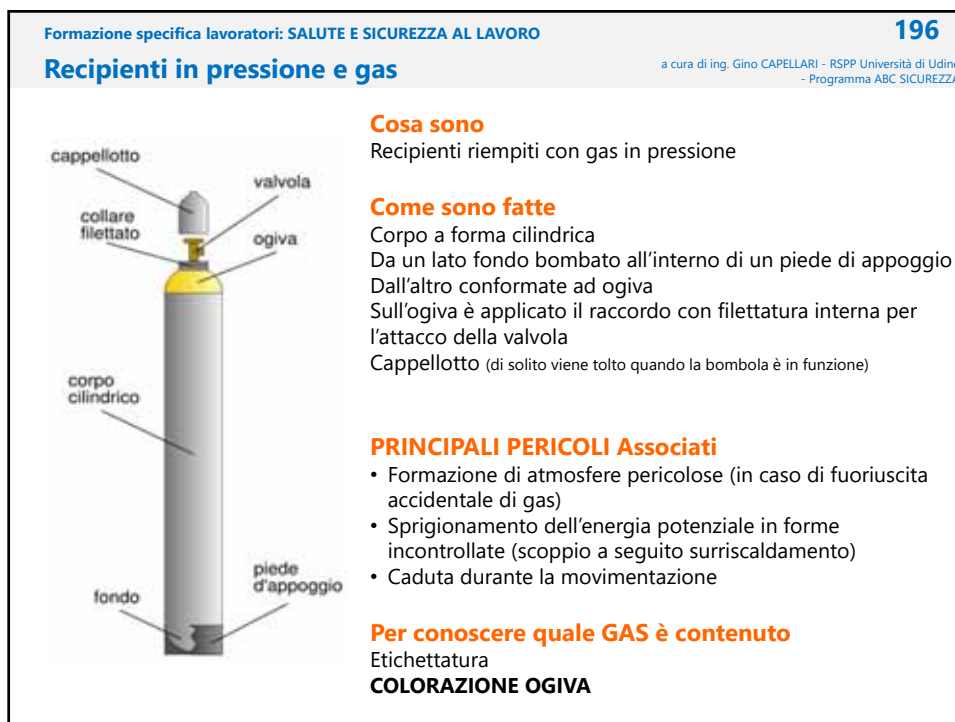 Formazione specifica lavoratori: SALUTE E SICUREZZA AL LAVORO
196
Recipienti in pressione e gas
a cura di ing. Gino CAPELLARI - RSPP Università di Udine
- Programma ABC SICUREZZA
cappellotto
valvola
collare
filettato
ogiva
corpo
cilindrico
piede
d'appoggio
fondo
Cosa sono
Recipienti riempiti con gas in pressione
Come sono fatte
Corpo a forma cilindrica
Da un lato fondo bombato all’interno di un piede di appoggio
Dall’altro conformate ad ogiva
Sull’ogiva è applicato il raccordo con filettatura interna per
l’attacco della valvola
Cappellotto (di solito viene tolto quando la bombola è in funzione)
PRINCIPALI PERICOLI Associati
• Formazione di atmosfere pericolose (in caso di fuoriuscita
accidentale di gas)
• Sprigionamento dell’energia potenziale in forme
incontrollate (scoppio a seguito surriscaldamento)
• Caduta durante la movimentazione
Per conoscere quale GAS è contenuto
Etichettatura
COLORAZIONE OGIVA